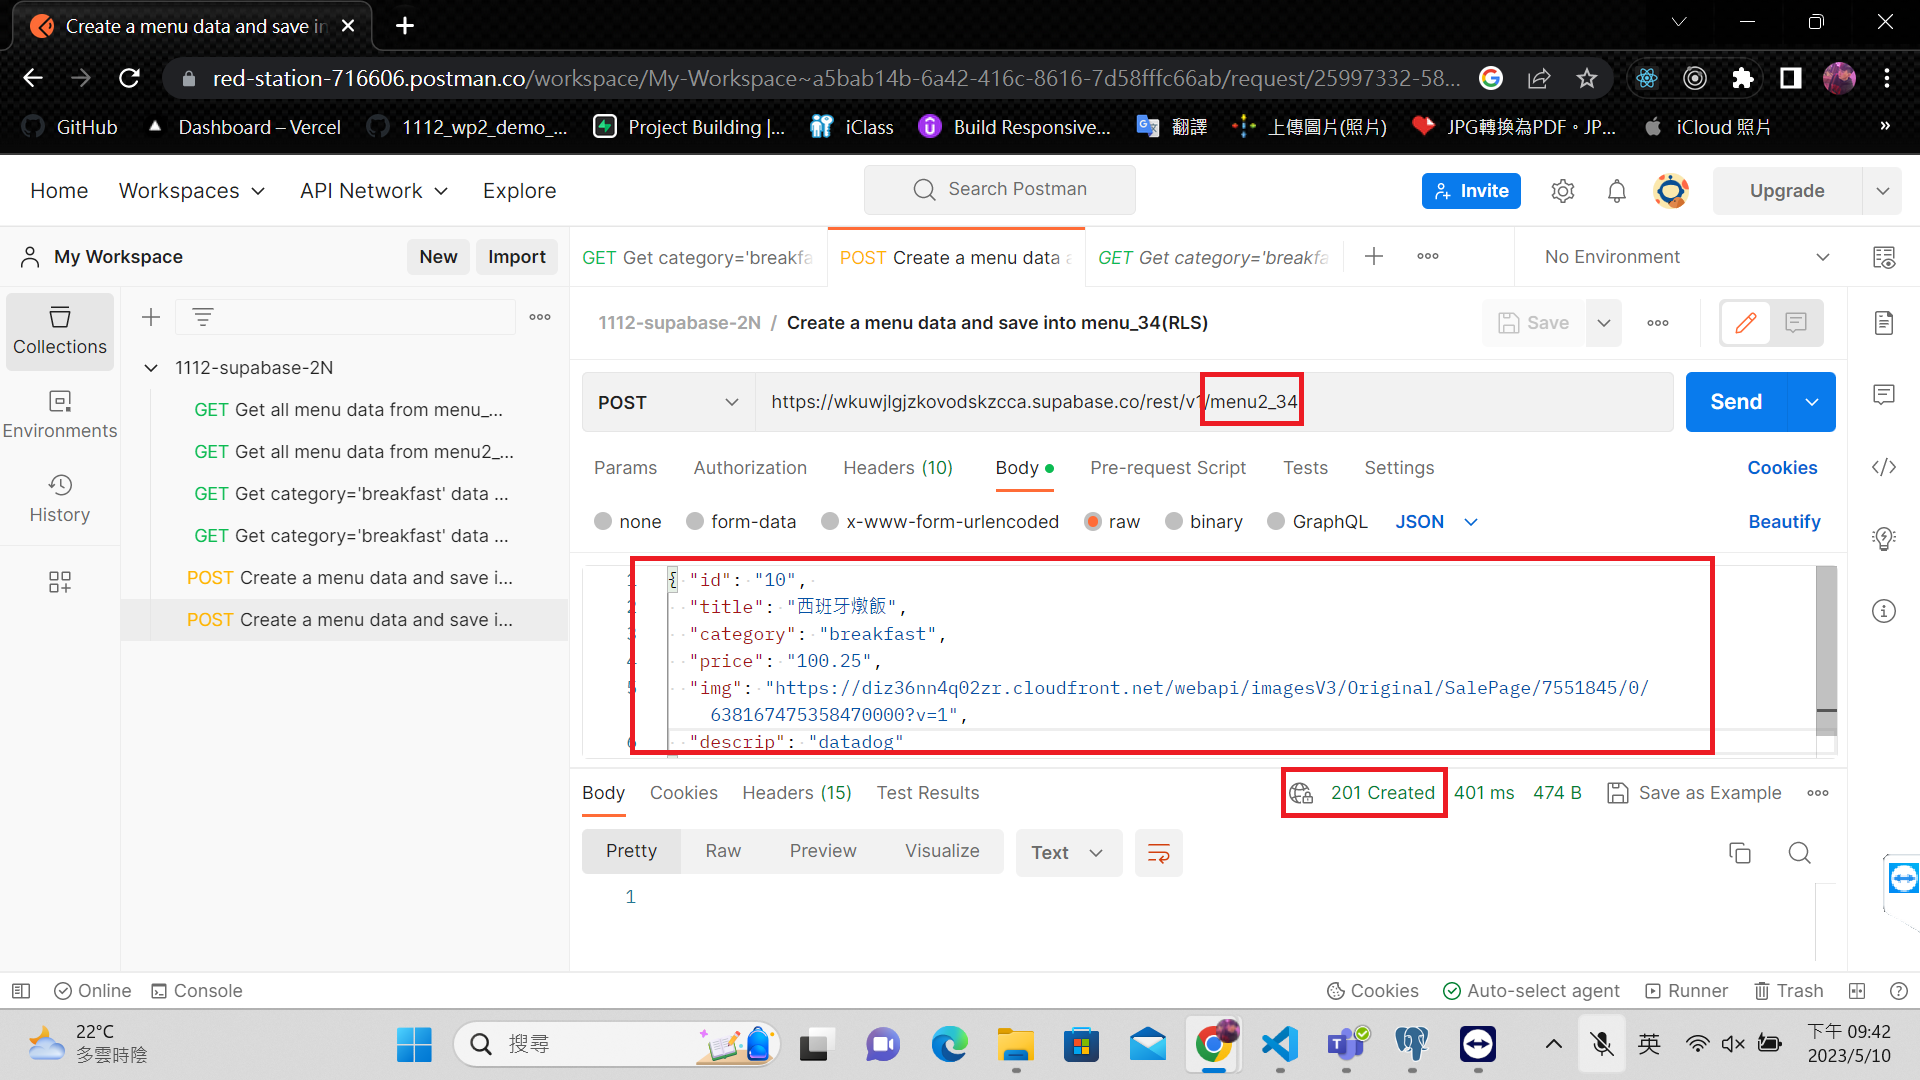 Create a menu data and save in
red-station-716606.postman.co/workspace/My-Workspace~a5bab14b-6a42-416c-8616-7d58fffc66ab/request/25997332-58...
GitHub Dashboard – Vercel 1112_wp2_demo_... Project Building |... iClass Build Responsive... 翻譯 上傳圖片(照片) JPG轉換為PDF。JP... iCloud 照片 »
Home Workspaces API Network Explore Search Postman Invite Upgrade
My Workspace New Import
GET Get category='breakfa POST Create a menu data a GET Get category='breakfa No Environment
Collections
Environments
History
1112-supabase-2N
GET Get all menu data from menu_...
GET Get all menu data from menu2_...
GET Get category='breakfast' data ...
GET Get category='breakfast' data ...
POST Create a menu data and save i...
POST Create a menu data and save i...
1112-supabase-2N / Create a menu data and save into menu_34(RLS) Save
POST https://wkuwjlgjzkovodskzcca.supabase.co/rest/v1/menu2_34 Send
Params Authorization Headers (10) Body Pre-request Script Tests Settings Cookies
none form-data x-www-form-urlencoded raw binary GraphQL JSON Beautify
1 { "id": "10",
2 "title": "西班牙燉飯",
3 "category": "breakfast",
4 "price": "100.25",
5 "img": "https://diz36nn4q02zr.cloudfront.net/webapi/imagesV3/Original/SalePage/7551845/0/
638167475358470000?v=1",
6 "descrip": "datadog"
Body Cookies Headers (15) Test Results 201 Created 401 ms 474 B Save as Example
Pretty Raw Preview Visualize Text
1
Online Console Cookies Auto-select agent Runner Trash
22°C
多雲時陰
搜尋
英
下午 09:42
2023/5/10